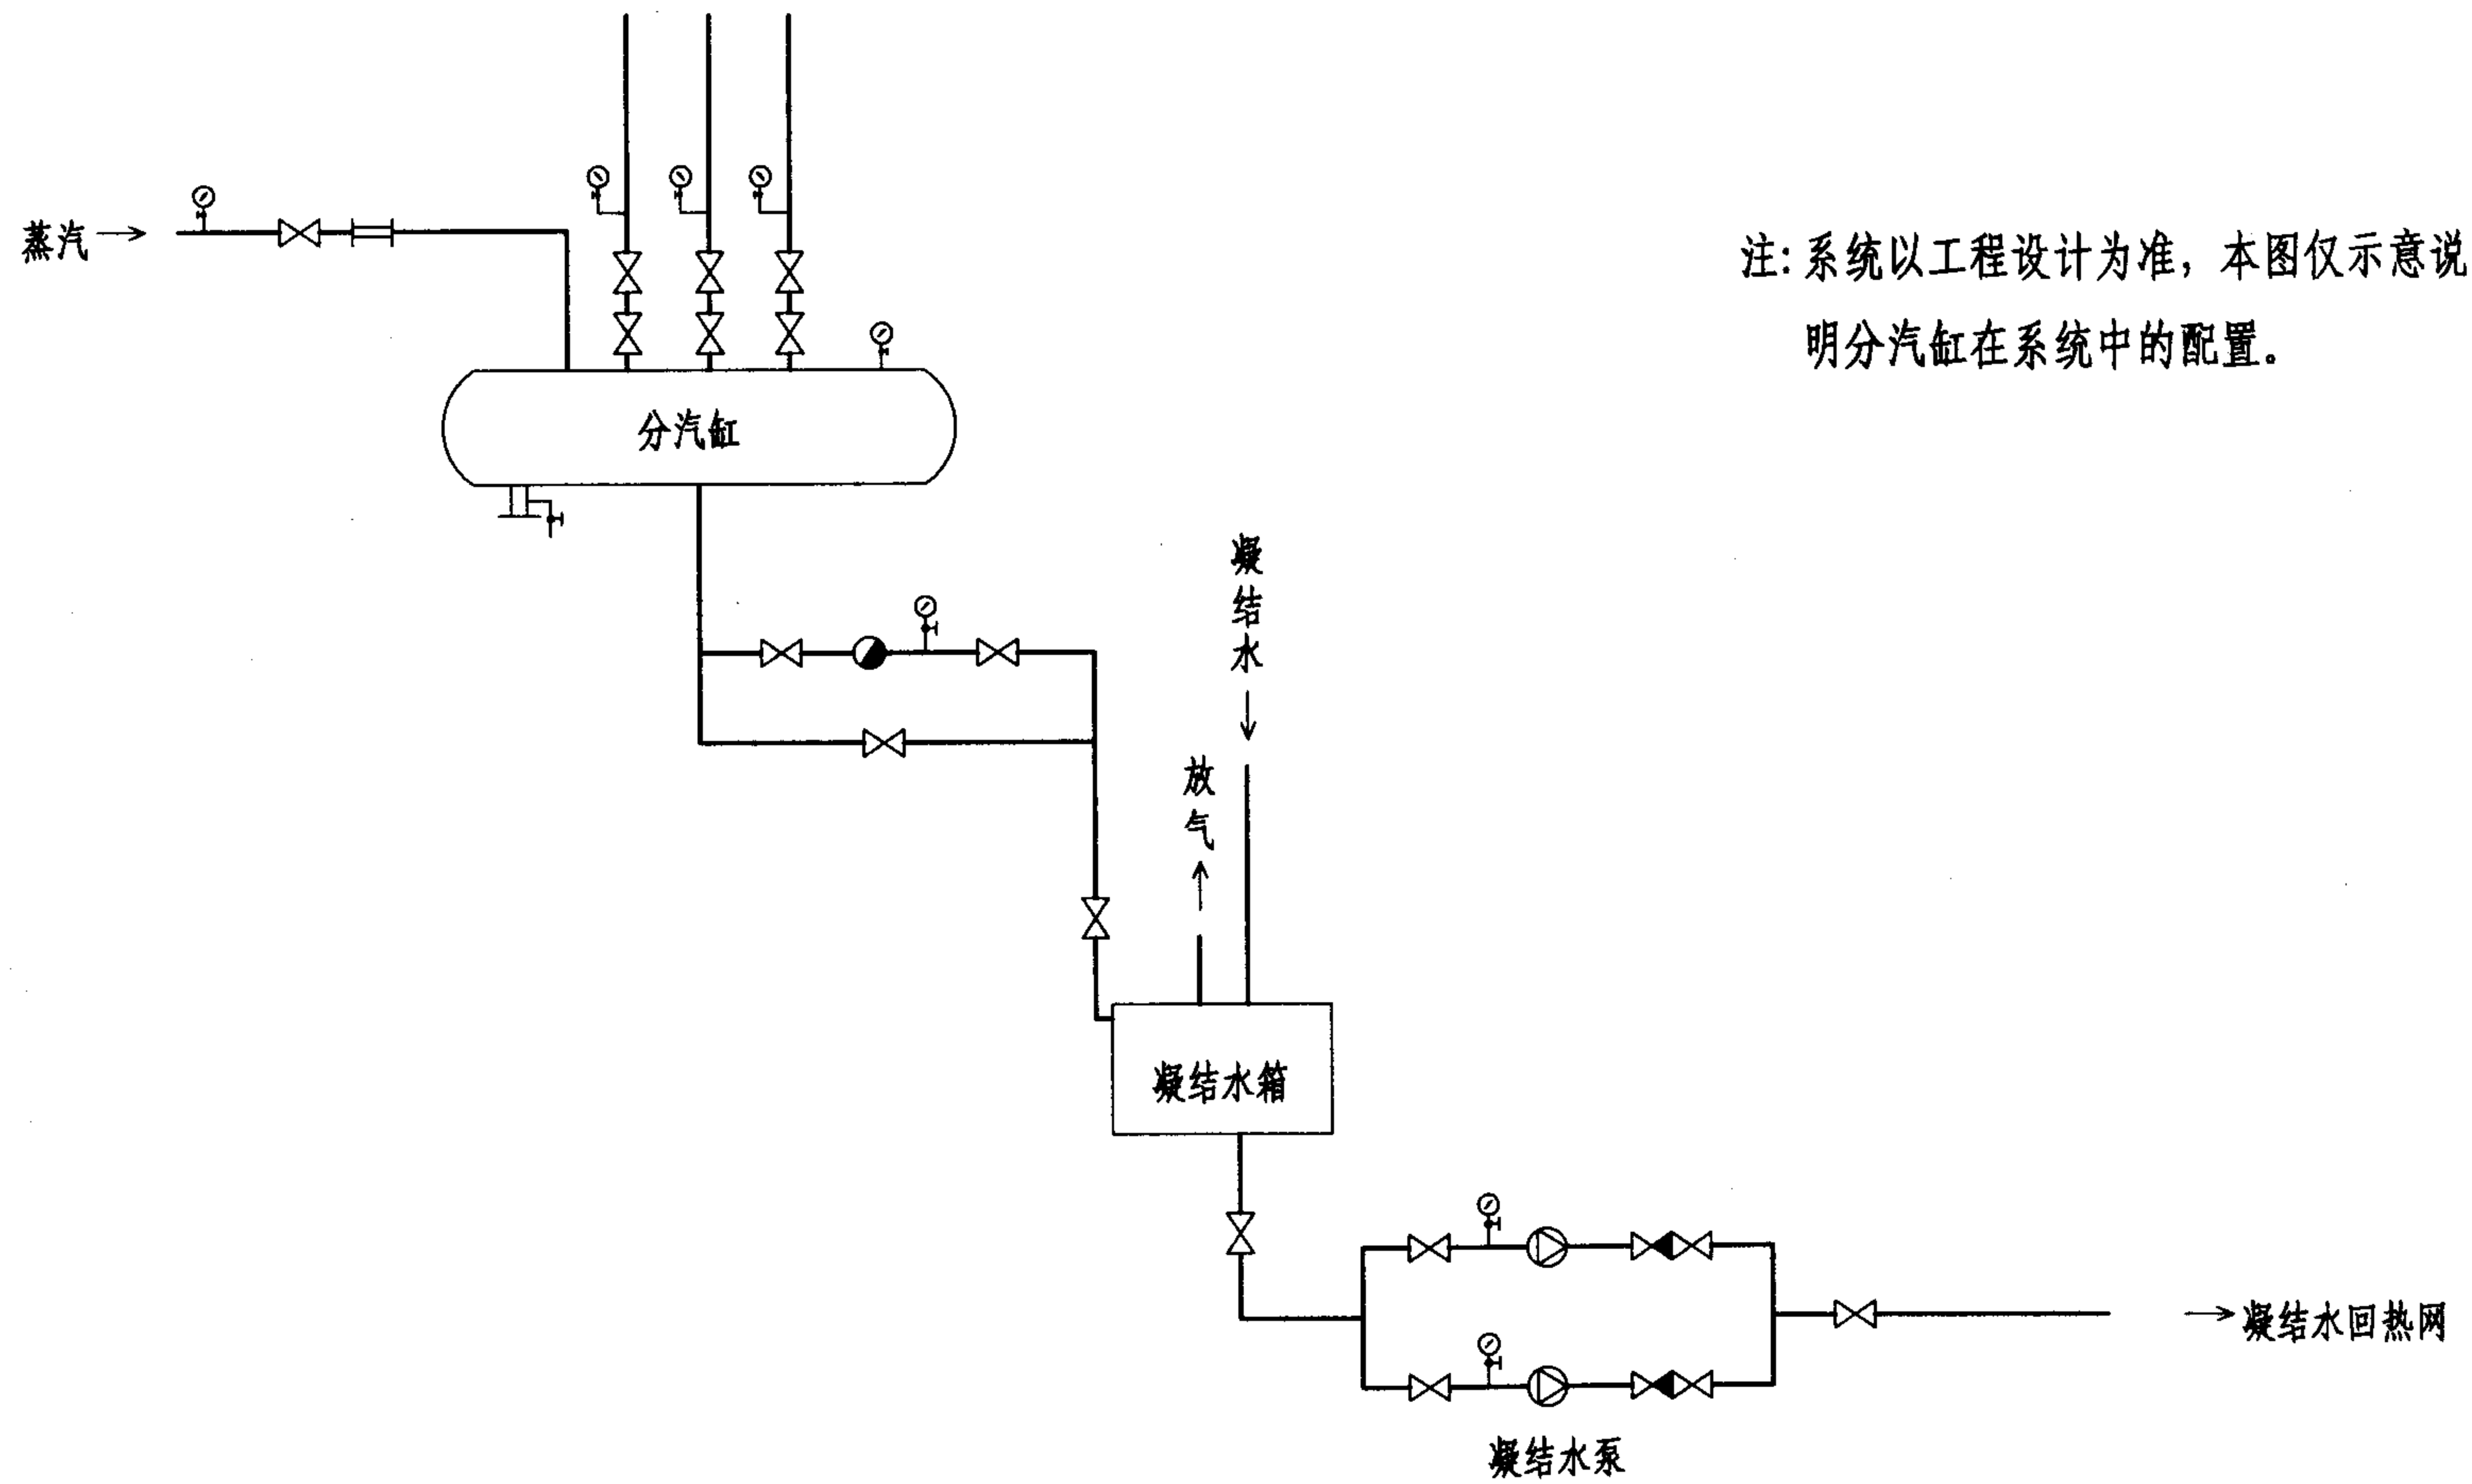 蒸汽
注:系统以工程设计为准,本图仅示意说
明分汽缸在系统中的配置。
分汽缸
凝结水
放气
凝结水箱
凝结水回热网
凝结水泵